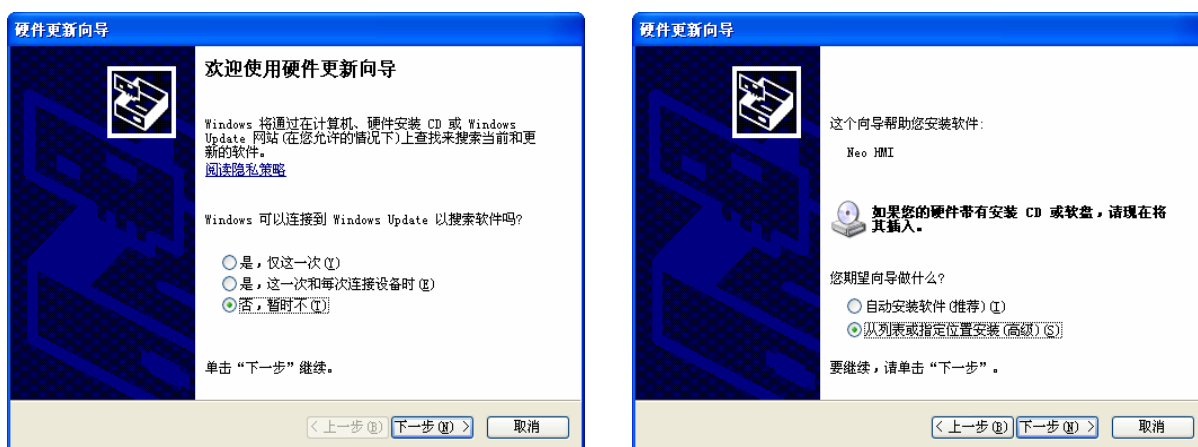 硬件更新向导
欢迎使用硬件更新向导
Windows 将通过在计算机、硬件安装 CD 或 Windows
Update 网站(在您允许的情况下)上查找来搜索当前和更
新的软件。
阅读隐私策略
Windows 可以连接到 Windows Update 以搜索软件吗?
是，仅这一次(Y)
是，这一次和每次连接设备时(E)
否，暂时不(T)
单击“下一步”继续。
< 上一步(B)
下一步(N) >
取消
硬件更新向导
这个向导帮助您安装软件:
Neo HMI
如果您的硬件带有安装 CD 或软盘，请现在将
其插入。
您期望向导做什么?
自动安装软件(推荐)(I)
从列表或指定位置安装(高级)(S)
要继续，请单击“下一步”。
< 上一步(B)
下一步(N) >
取消